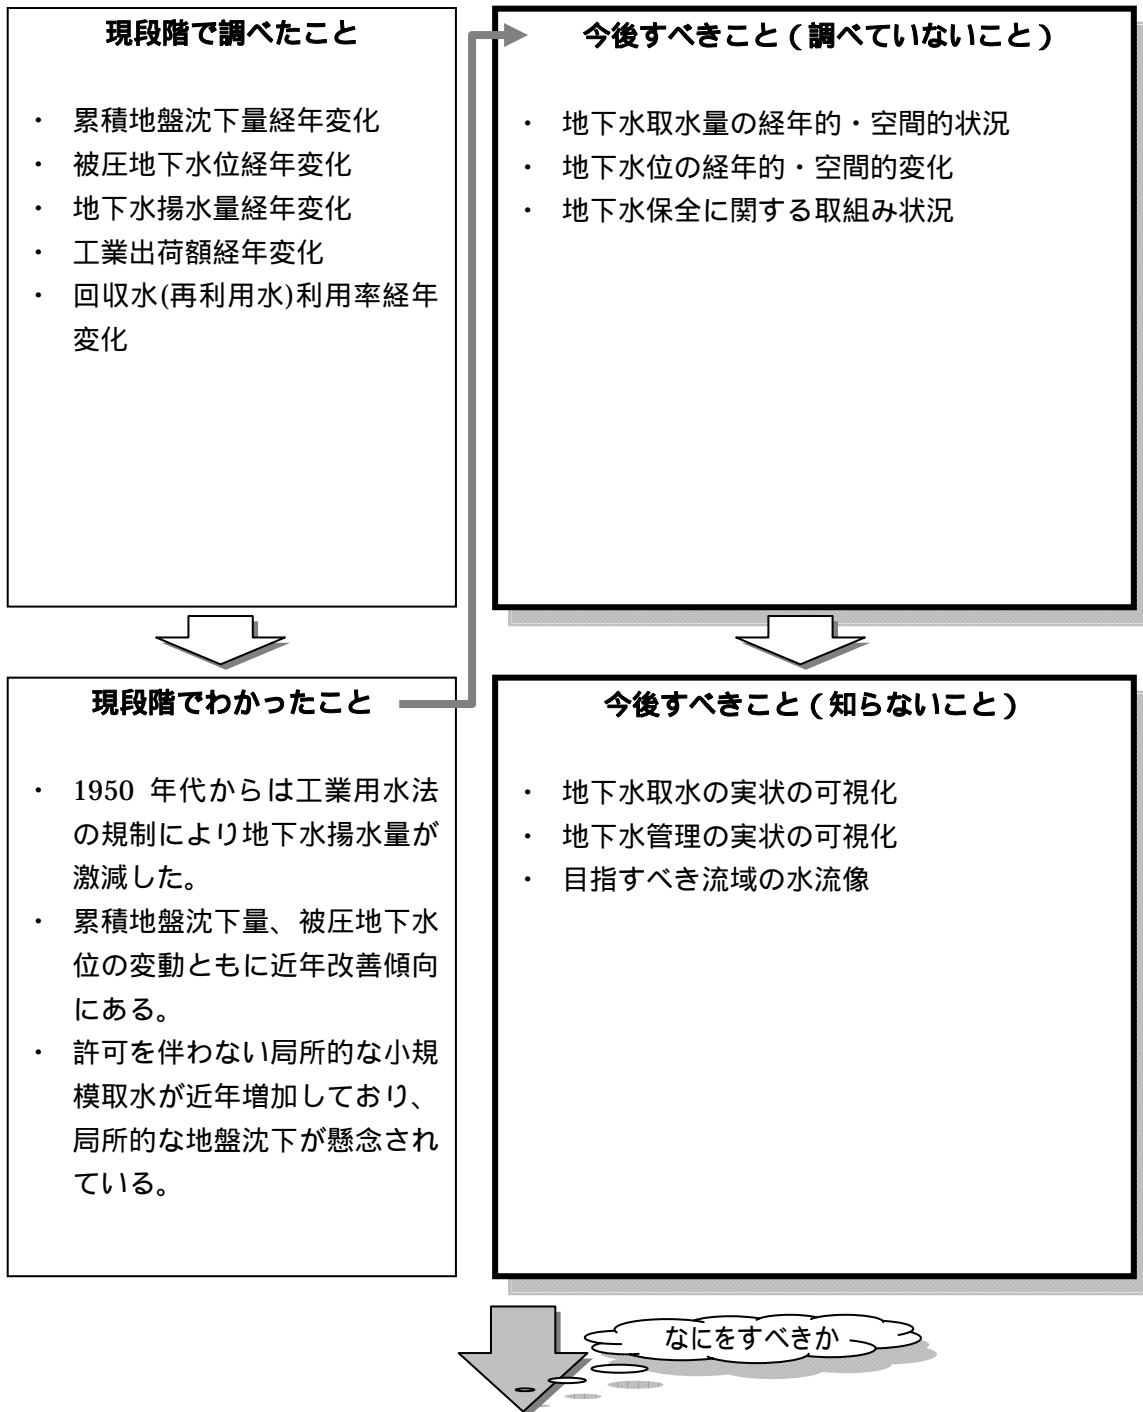 現段階で調べたこと
・ 累積地盤沈下量経年変化
・ 被圧地下水位経年変化
・ 地下水揚水量経年変化
・ 工業出荷額経年変化
・ 回収水(再利用水)利用率経年
変化
今後すべきこと（調べていないこと）
・ 地下水取水量の経年的・空間的状況
・ 地下水位の経年的・空間的変化
・ 地下水保全に関する取組み状況
現段階でわかったこと
・ 1950 年代からは工業用水法
の規制により地下水揚水量が
激減した。
・ 累積地盤沈下量、被圧地下水
位の変動ともに近年改善傾向
にある。
・ 許可を伴わない局所的な小規
模取水が近年増加しており、
局所的な地盤沈下が懸念され
ている。
今後すべきこと（知らないこと）
・ 地下水取水の実状の可視化
・ 地下水管理の実状の可視化
・ 目指すべき流域の水流像
なにをすべきか